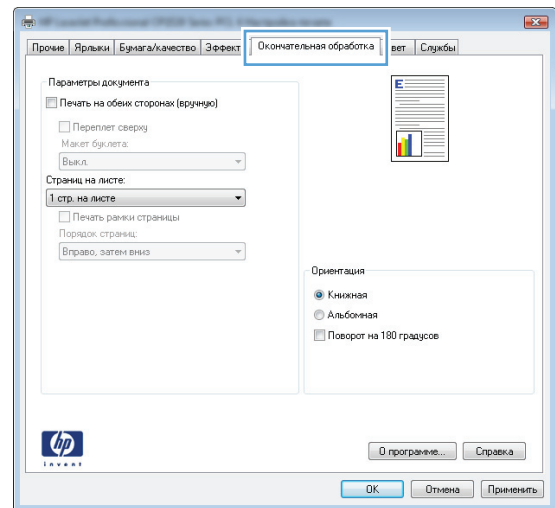 Прочие Ярлыки Бумага/качество Эффект Окончательная обработка вет Службы
Параметры документа
Печать на обеих сторонах (вручную)
Переплет сверху
Макет буклета:
Выкл.
Страниц на листе:
1 стр. на листе
Печать рамки страницы
Порядок страниц:
Вправо, затем вниз
E
Ориентация
Книжная
Альбомная
Поворот на 180 градусов
hp
invent
О программе... Справка
OK Отмена Применить